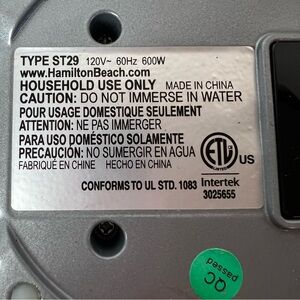 TYPE ST29 120V~ 60Hz 600W
www.HamiltonBeach.com
HOUSEHOLD USE ONLY MADE IN CHINA
CAUTION: DO NOT IMMERSE IN WATER
POUR USAGE DOMESTIQUE SEULEMENT
ATTENTION: NE PAS IMMERGER
PARA USO DOMÉSTICO SOLAMENTE
PRECAUCIÓN: NO SUMERGIR EN AGUA
FABRIQUÉ EN CHINE HECHO EN CHINA
ETL US
CONFORMS TO UL STD. 1083 Intertek
3025655
QC
passed